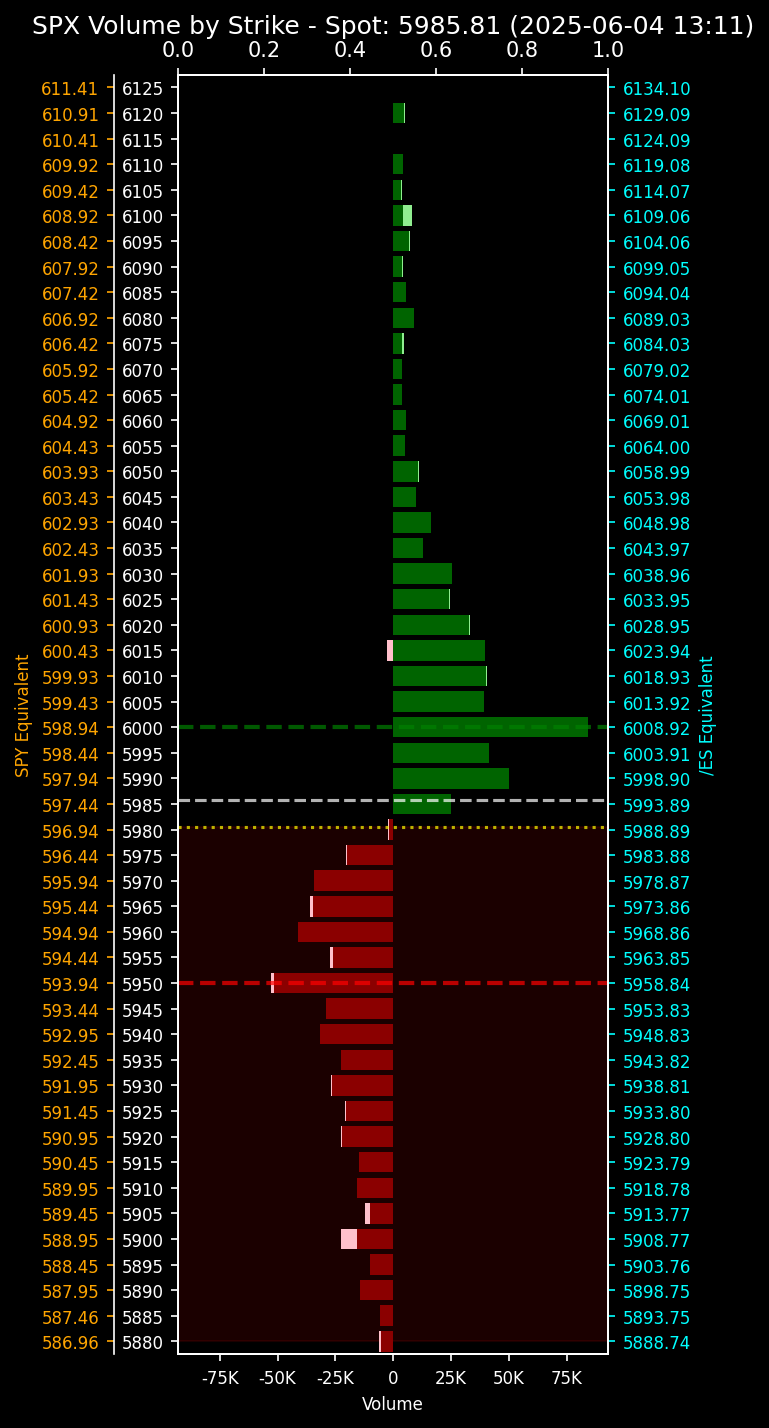 SPX Volume by Strike - Spot: 5985.81 (2025-06-04 13:11)
0.0 0.2 0.4 0.6 0.8 1.0
611.41 6125 6134.10
610.91 6120 6129.09
610.41 6115 6124.09
609.92 6110 6119.08
609.42 6105 6114.07
608.92 6100 6109.06
608.42 6095 6104.06
607.92 6090 6099.05
607.42 6085 6094.04
606.92 6080 6089.03
606.42 6075 6084.03
605.92 6070 6079.02
605.42 6065 6074.01
604.92 6060 6069.01
604.43 6055 6064.00
603.93 6050 6058.99
603.43 6045 6053.98
602.93 6040 6048.98
602.43 6035 6043.97
601.93 6030 6038.96
601.43 6025 6033.95
600.93 6020 6028.95
600.43 6015 6023.94
599.93 6010 6018.93
599.43 6005 6013.92
598.94 6000 6008.92
598.44 5995 6003.91
597.94 5990 5998.90
597.44 5985 5993.89
596.94 5980 5988.89
596.44 5975 5983.88
595.94 5970 5978.87
595.44 5965 5973.86
594.94 5960 5968.86
594.44 5955 5963.85
593.94 5950 5958.84
593.44 5945 5953.83
592.95 5940 5948.83
592.45 5935 5943.82
591.95 5930 5938.81
591.45 5925 5933.80
590.95 5920 5928.80
590.45 5915 5923.79
589.95 5910 5918.78
589.45 5905 5913.77
588.95 5900 5908.77
588.45 5895 5903.76
587.95 5890 5898.75
587.46 5885 5893.75
586.96 5880 5888.74
SPY Equivalent
/ES Equivalent
-75K -50K -25K 0 25K 50K 75K
Volume